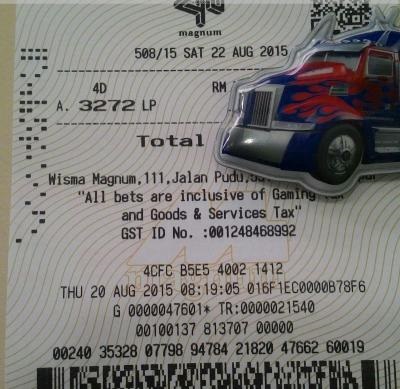 magnum
508/15 SAT 22 AUG 2015
4D RM
A. 3272 LP
Total
Wisma Magnum,111,Jalan Pudu,
"All bets are inclusive of Gaming Tax
and Goods & Services Tax"
GST ID No. :001248468992
4CFC B5E5 4002 1412
THU 20 AUG 2015 08:19:05 016F1EC0000B78F6
G 0000047601* TR:0000021540
00100137 813707 00000
00240 35328 07798 94784 21820 47662 60019